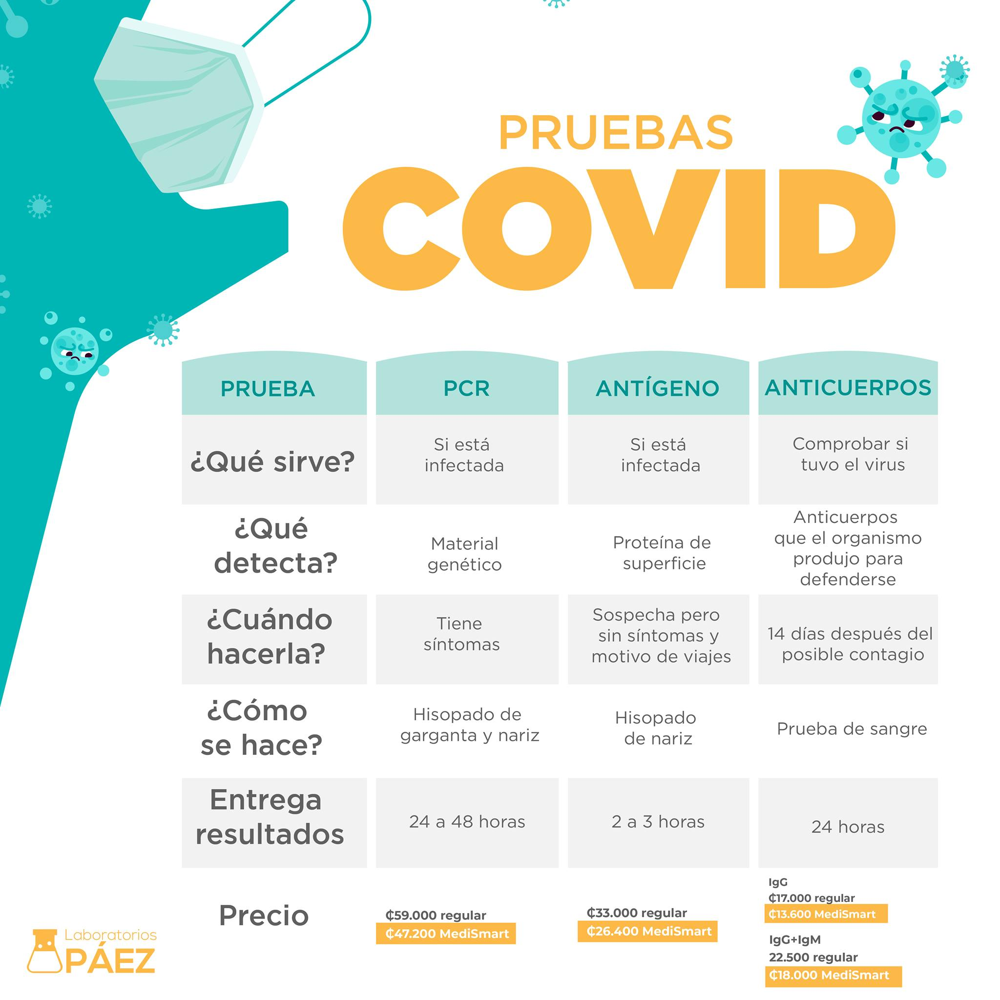 PRUEBAS
COVID
PRUEBA
PCR
ANTÍGENO
ANTICUERPOS
¿Qué sirve?
Si está
infectada
Si está
infectada
Comprobar si
tuvo el virus
¿Qué
detecta?
Material
genético
Proteína de
superficie
Anticuerpos
que el organismo
produjo para
defenderse
¿Cuándo
hacerla?
Tiene
síntomas
Sospecha pero
sin síntomas y
motivo de viajes
14 días después del
posible contagio
¿Cómo
se hace?
Hisopado de
garganta y nariz
Hisopado
de nariz
Prueba de sangre
Entrega
resultados
24 a 48 horas
2 a 3 horas
24 horas
Precio
₡59.000 regular
₡47.200 MediSmart
₡33.000 regular
₡26.400 MediSmart
IgG
₡17.000 regular
₡13.600 MediSmart
IgG+IgM
22.500 regular
₡18.000 MediSmart
Laboratorios
PÁEZ